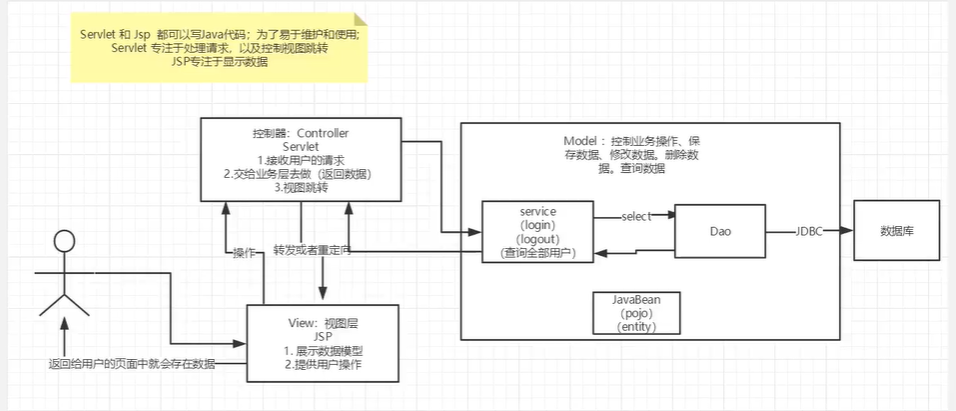 Servlet 和 Jsp 都可以写Java代码；为了易于维护和使用;
Servlet 专注于处理请求，以及控制视图跳转
JSP专注于显示数据
控制器：Controller
Servlet
1.接收用户的请求
2.交给业务层去做（返回数据）
3.视图跳转
Model ：控制业务操作、保
存数据、修改数据。删除数
据。查询数据
service
（login）
（logout）
（查询全部用户）
select
Dao
JDBC
数据库
操作
转发或者重定向
JavaBean
（pojo）
（entity）
View：视图层
JSP
1. 展示数据模型
2.提供用户操作
返回给用户的页面中就会存在数据